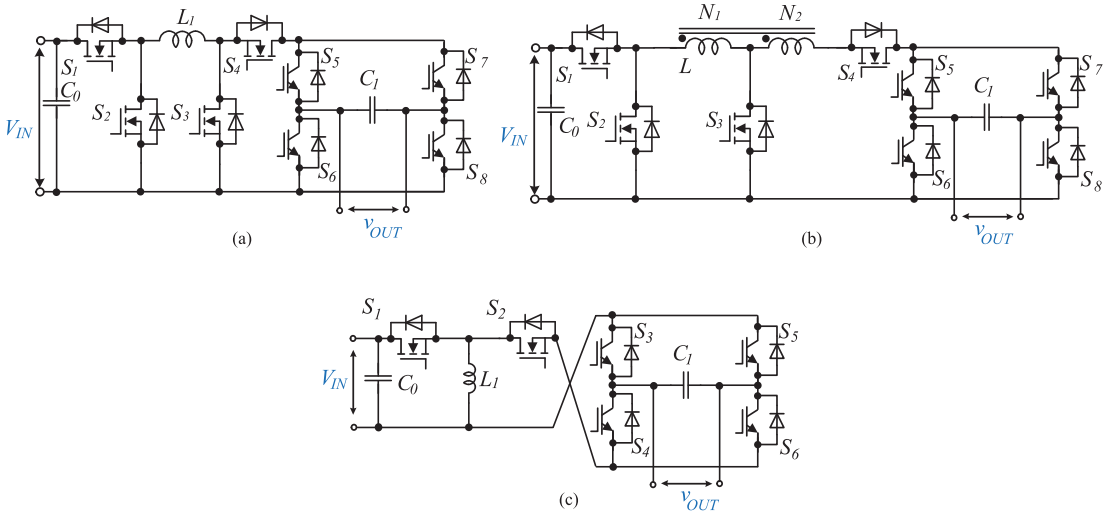 L1
S1
S4
S5
S7
C0
S2
S3
C1
VIN
S6
S8
vOUT
(a)
N1 N2
S1
L
S4
S5
S7
C0
S2
S3
C1
VIN
S6
S8
vOUT
(b)
S1
S2
S3
S5
C1
VIN
C0
L1
S4
S6
vOUT
(c)